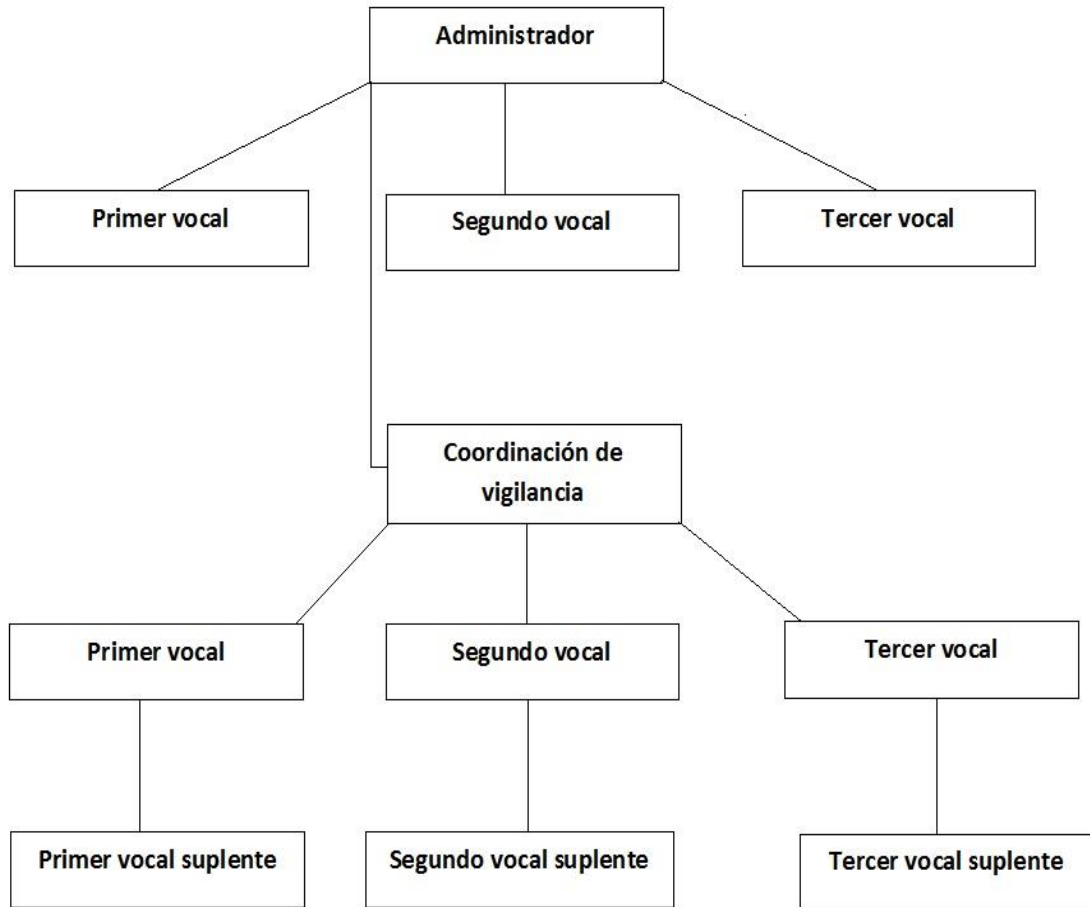 Administrador
Primer vocal
Segundo vocal
Tercer vocal
Coordinación de
vigilancia
Primer vocal
Segundo vocal
Tercer vocal
Primer vocal suplente
Segundo vocal suplente
Tercer vocal suplente